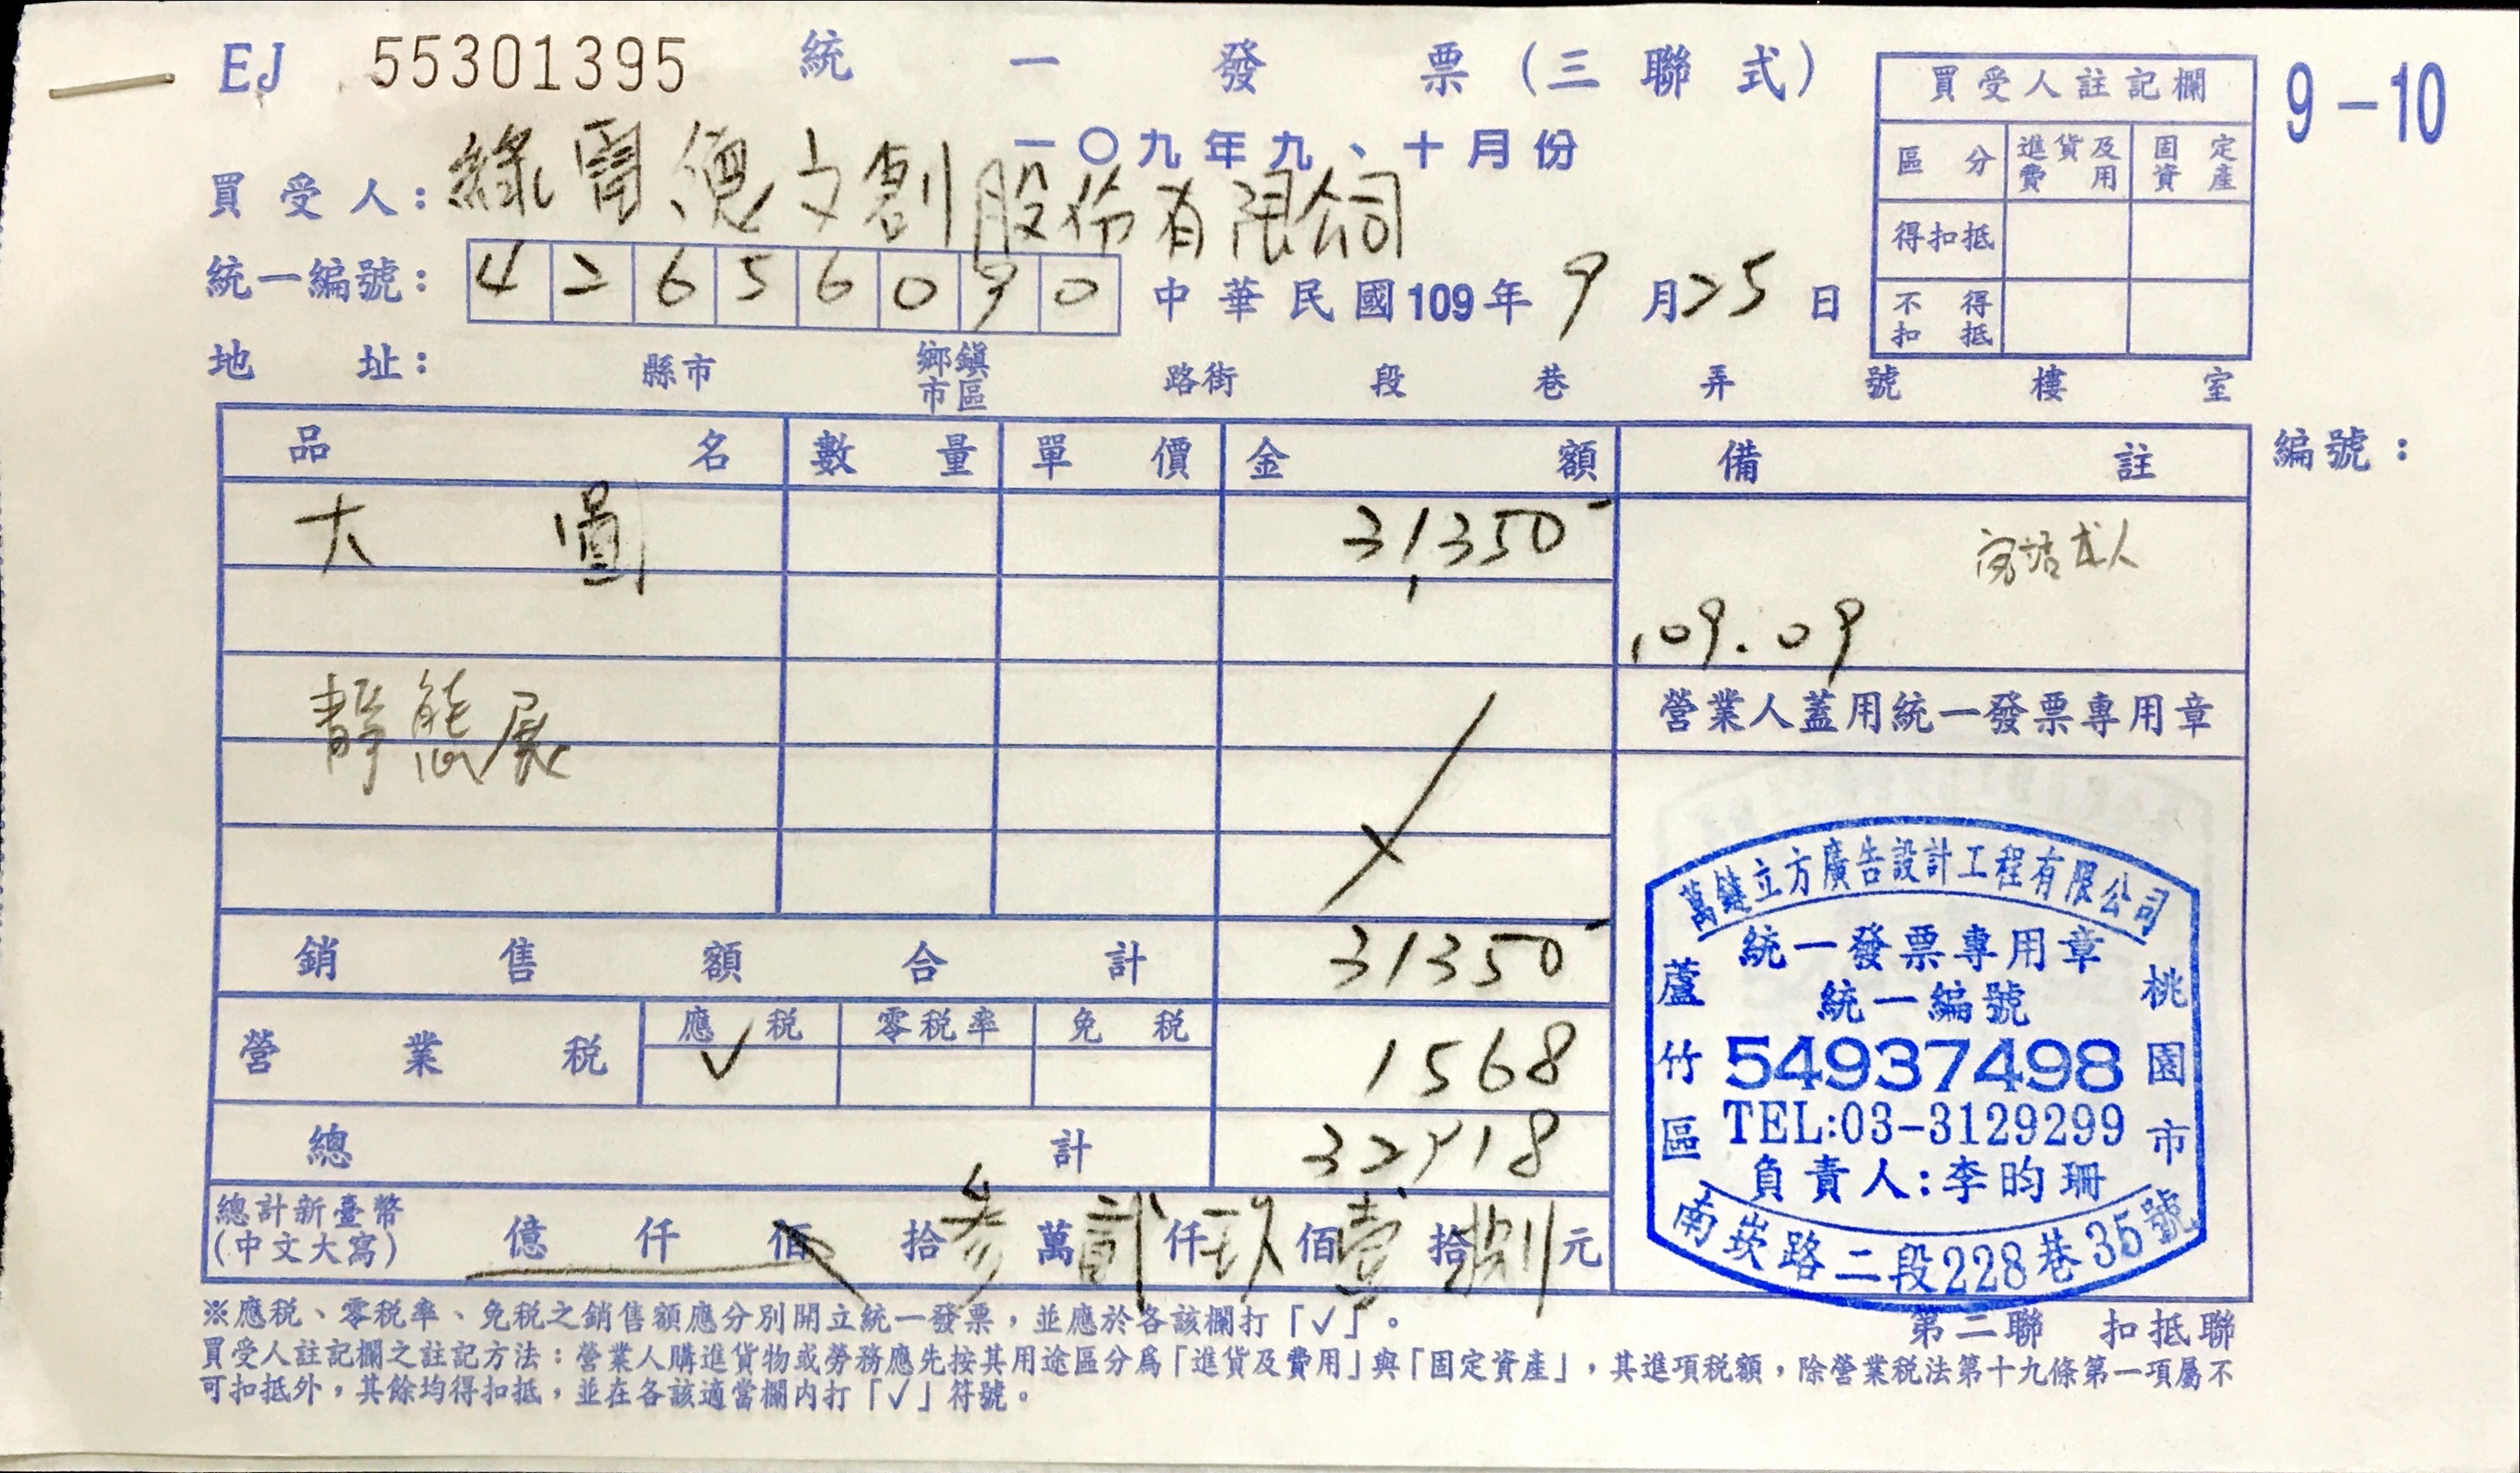 EJ 55301395 統一發票(三聯式)
9-10
一〇九年九、十月份
買受人:綠電德文創股份有限公司
統一編號:42656090 中華民國109年9月25日
地址: 縣市 鄉鎮市區 路街 段 巷 弄 號 樓 室
買受人註記欄
區分 進貨及費用 固定資產
得扣抵
不得扣抵
編號:
品名 數量 單價 金額 備註
大圖 31,350
109.09
靜態展
營業人蓋用統一發票專用章
銷售額合計 31350
營業稅 應稅 ✓ 零稅率 免稅 1568
總計 32918
總計新臺幣(中文大寫) 億 仟 佰 拾 參 萬 貳 仟 玖 佰 壹 拾 捌 元
萬鏈立方廣告設計工程有限公司
統一發票專用章
統一編號
54937498
TEL:03-3129299
負責人:李昀珊
桃園市
蘆竹區
南崁路二段228巷35號
※應稅、零稅率、免稅之銷售額應分別開立統一發票,並應於各該欄打「✓」。
第二聯 扣抵聯
買受人註記欄之註記方法:營業人購進貨物或勞務應先按其用途區分為「進貨及費用」與「固定資產」,其進項稅額,除營業稅法第十九條第一項屬不
可扣抵外,其餘均得扣抵,並在各該適當欄內打「✓」符號。